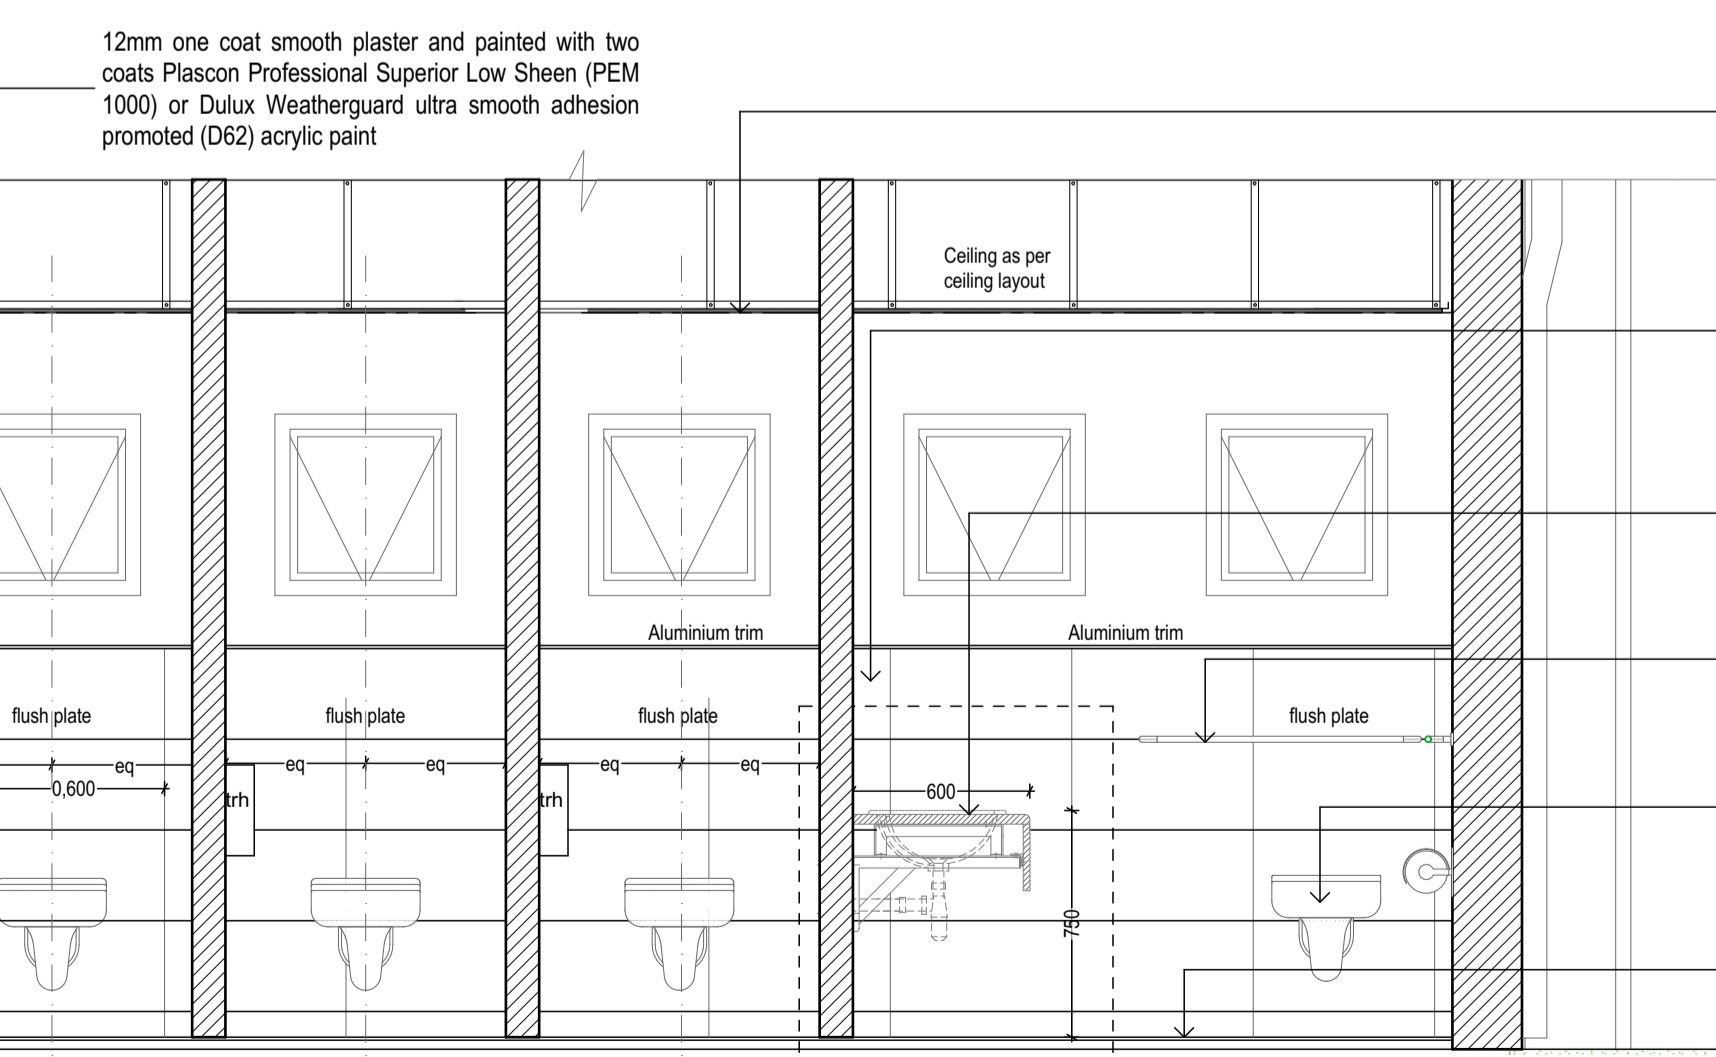 12mm one coat smooth plaster and painted with two
coats Plascon Professional Superior Low Sheen (PEM
1000) or Dulux Weatherguard ultra smooth adhesion
promoted (D62) acrylic paint
Ceiling as per
ceiling layout
Aluminium trim
Aluminium trim
flush plate
flush plate
flush plate
flush plate
eq
eq
eq
eq
eq
0,600
trh
trh
600
750